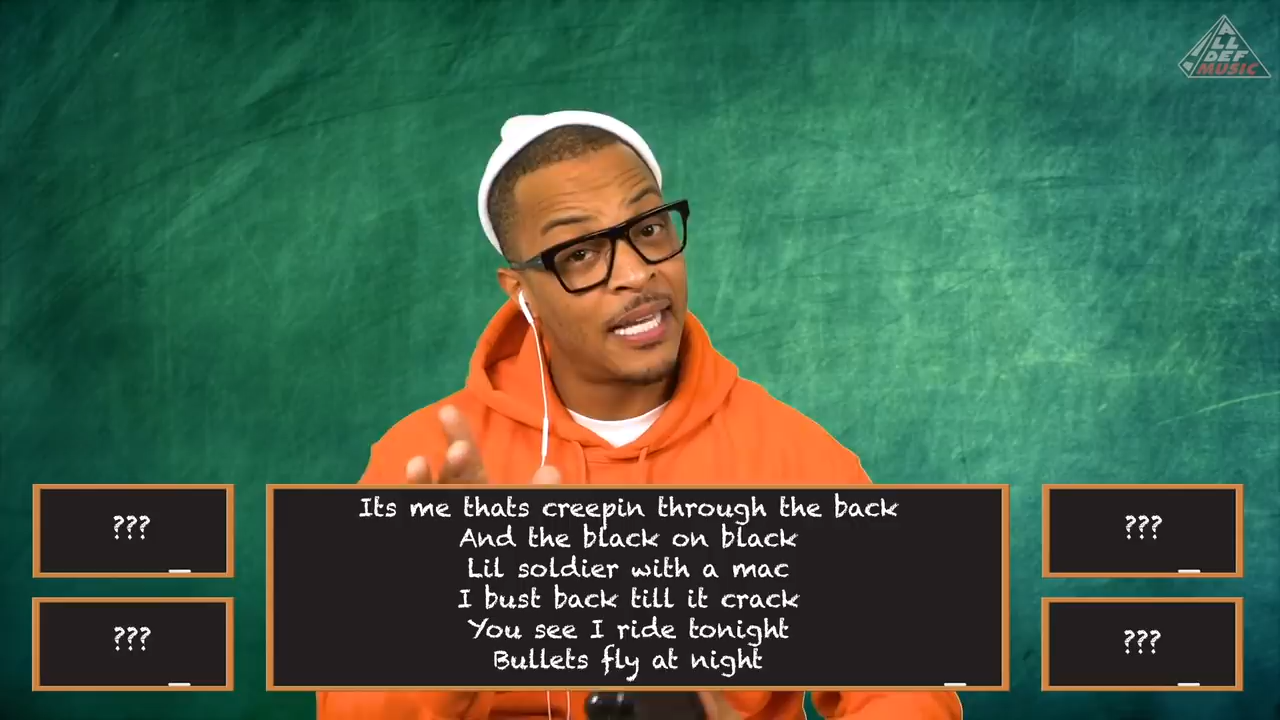 ALL
DEF
MUSIC
???
???
Its me thats creepin through the back
And the black on black
Lil soldier with a mac
I bust back till it crack
You see I ride tonight
Bullets fly at night
???
???